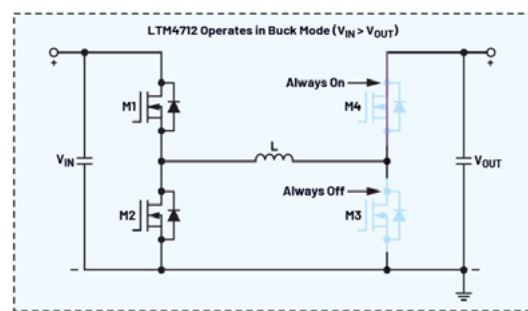 LTM4712 Operates in Buck Mode (VIN > VOUT)
+
+
Always On
M1
M4
L
VIN
VOUT
Always Off
M2
M3
–
–